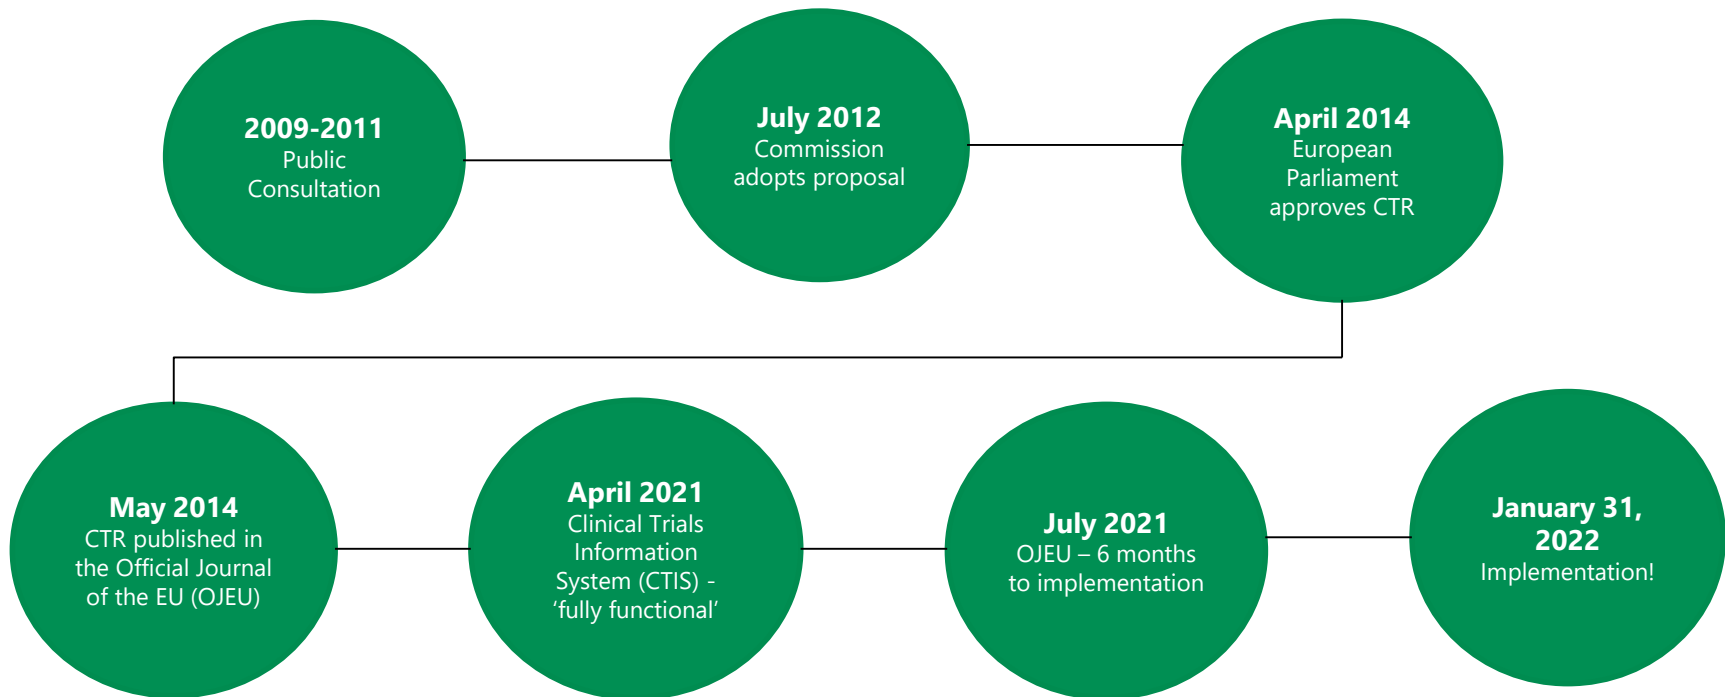 2009-2011
Public
Consultation
July 2012
Commission
adopts proposal
April 2014
European
Parliament
approves CTR
May 2014
CTR published in
the Official Journal
of the EU (OJEU)
April 2021
Clinical Trials
Information
System (CTIS) -
‘fully functional’
July 2021
OJEU – 6 months
to implementation
January 31,
2022
Implementation!